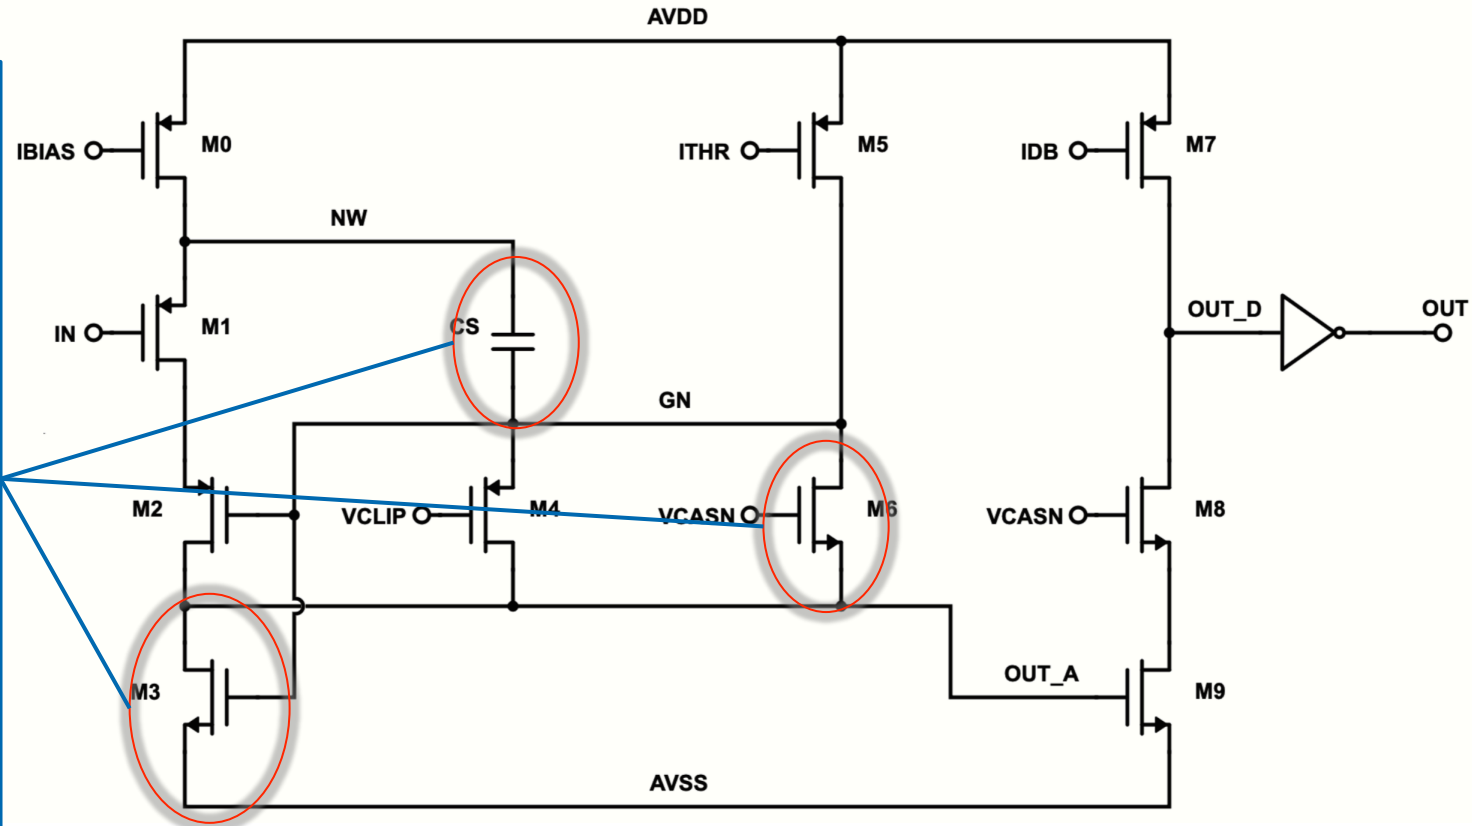 AVDD
IBIAS
M0
ITHR
M5
IDB
M7
NW
IN
M1
CS
OUT_D
OUT
GN
M2
VCLIP
M4
VCASN
M6
VCASN
M8
M3
OUT_A
M9
AVSS